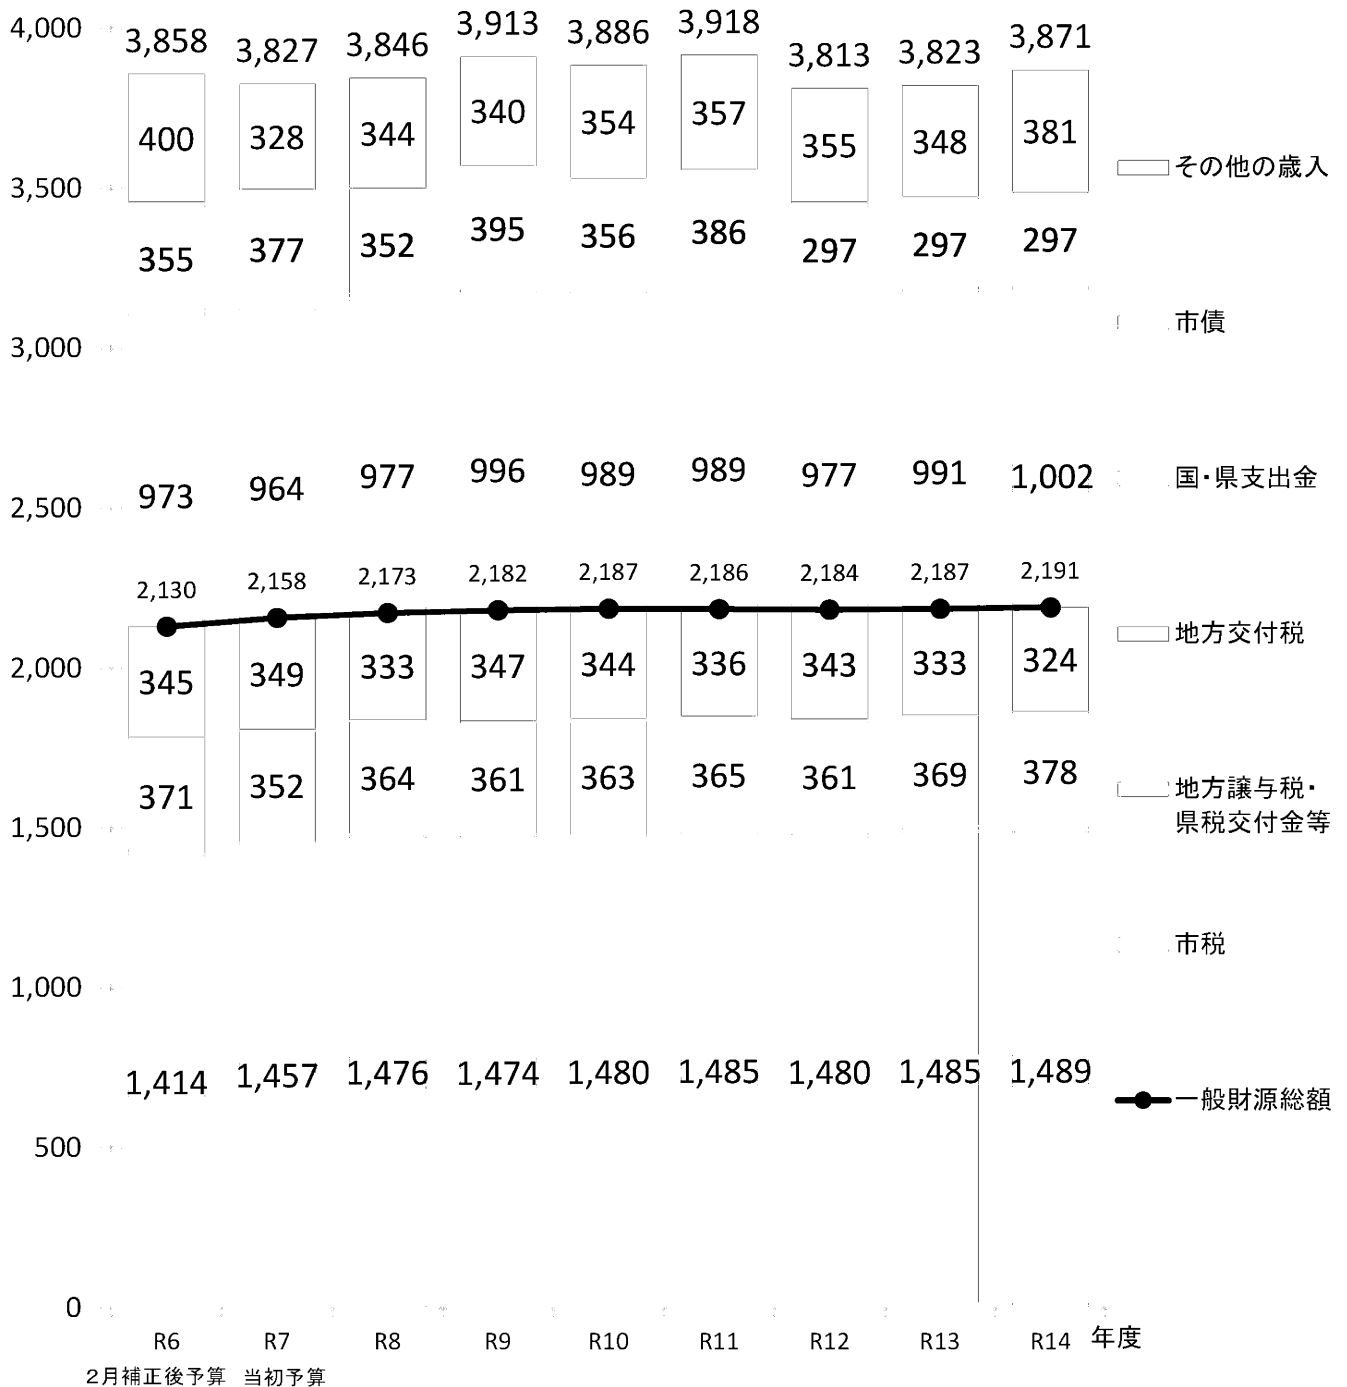 4,000
3,500
3,000
2,500
2,000
1,500
1,000
500
0
3,858 3,827 3,846 3,913 3,886 3,918 3,813 3,823 3,871
400 328 344 340 354 357 355 348 381
355 377 352 395 356 386 297 297 297
973 964 977 996 989 989 977 991 1,002
2,130 2,158 2,173 2,182 2,187 2,186 2,184 2,187 2,191
345 349 333 347 344 336 343 333 324
371 352 364 361 363 365 361 369 378
1,414 1,457 1,476 1,474 1,480 1,485 1,480 1,485 1,489
R6 R7 R8 R9 R10 R11 R12 R13 R14 年度
2月補正後予算 当初予算
その他の歳入
市債
国・県支出金
地方交付税
地方譲与税・
県税交付金等
市税
一般財源総額